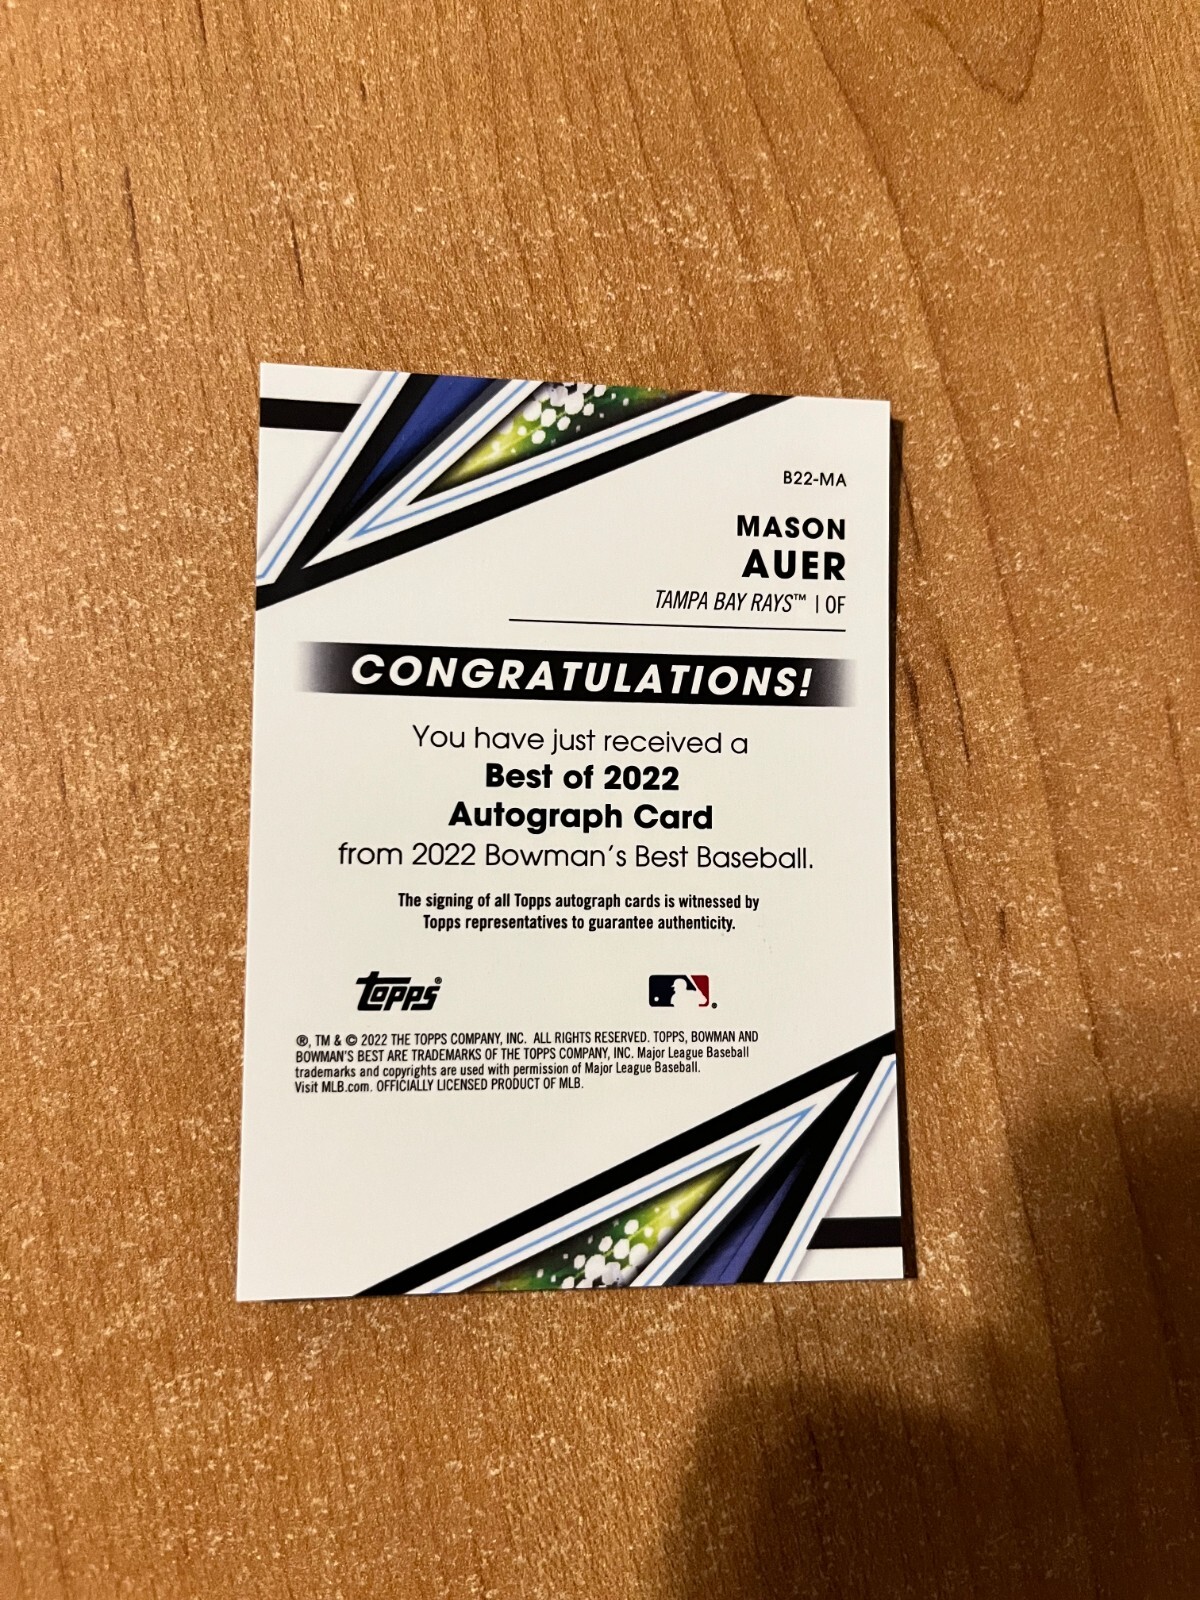 B22-MA
MASON
AUER
TAMPA BAY RAYS™ | OF
CONGRATULATIONS!
You have just received a
Best of 2022
Autograph Card
from 2022 Bowman's Best Baseball.
The signing of all Topps autograph cards is witnessed by
Topps representatives to guarantee authenticity.
topps®
®, TM & © 2022 THE TOPPS COMPANY, INC. ALL RIGHTS RESERVED. TOPPS, BOWMAN AND
BOWMAN'S BEST ARE TRADEMARKS OF THE TOPPS COMPANY, INC. Major League Baseball
trademarks and copyrights are used with permission of Major League Baseball.
Visit MLB.com. OFFICIALLY LICENSED PRODUCT OF MLB.